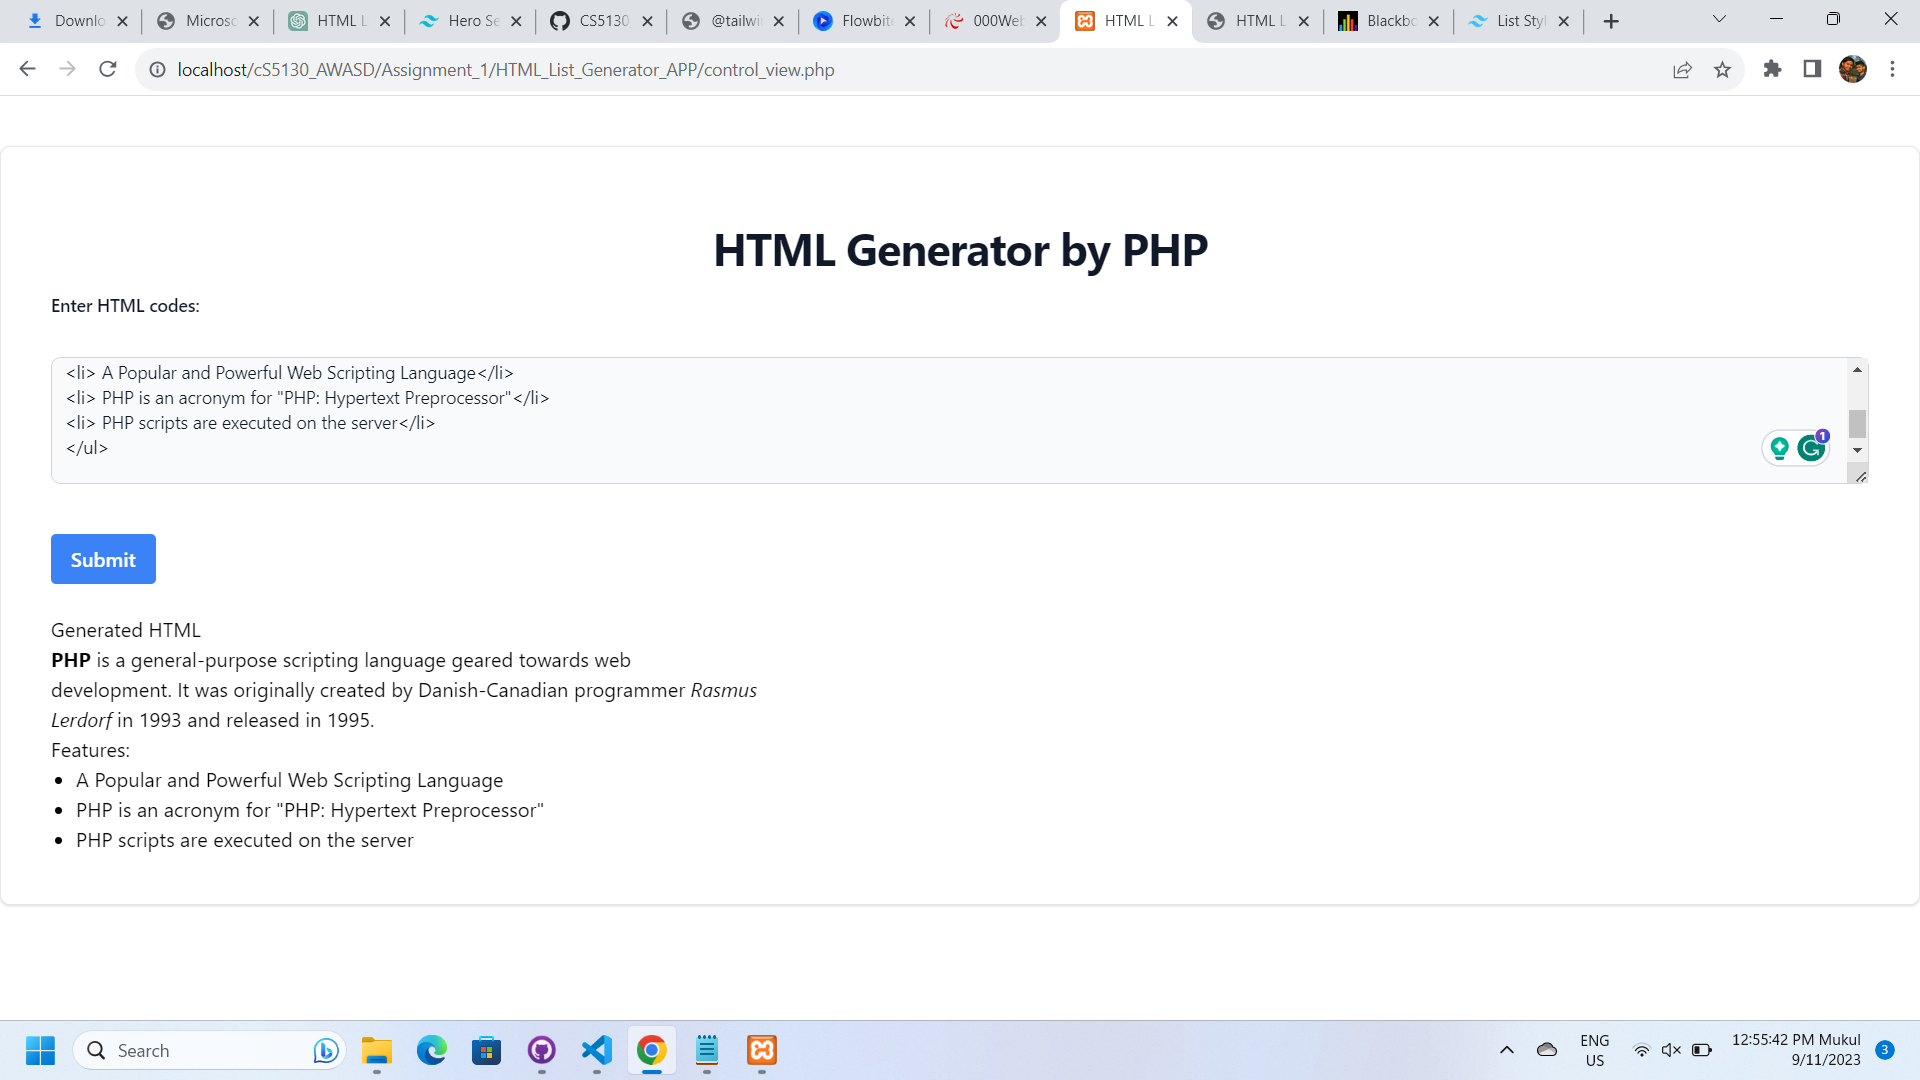 Downlo
Microso
HTML L
Hero Se
CS5130
@tailwi
Flowbite
000Web
HTML L
HTML L
Blackbo
List Styl
localhost/cS5130_AWASD/Assignment_1/HTML_List_Generator_APP/control_view.php
HTML Generator by PHP
Enter HTML codes:
<li> A Popular and Powerful Web Scripting Language</li>
<li> PHP is an acronym for "PHP: Hypertext Preprocessor"</li>
<li> PHP scripts are executed on the server</li>
</ul>
1
Submit
Generated HTML
PHP is a general-purpose scripting language geared towards web
development. It was originally created by Danish-Canadian programmer Rasmus
Lerdorf in 1993 and released in 1995.
Features:
A Popular and Powerful Web Scripting Language
PHP is an acronym for "PHP: Hypertext Preprocessor"
PHP scripts are executed on the server
Search
ENG
US
12:55:42 PM Mukul
9/11/2023
3